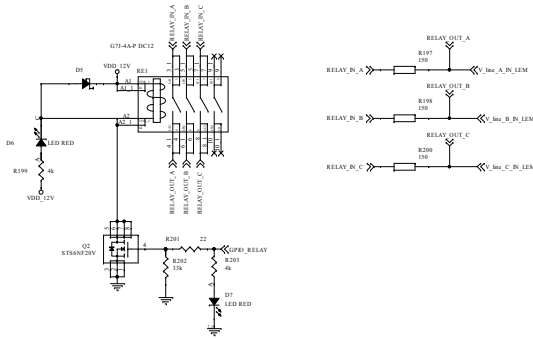 RELAY_IN_A
RELAY_IN_B
RELAY_IN_C
G7J-4A-P DC12
RE1
D5
VDD_12V
A1
A1_1
A2
A2_1
D6
LED RED
R199
4k
VDD_12V
RELAY_OUT_A
RELAY_OUT_B
RELAY_OUT_C
Q2
STS6NF20V
4
R201
22
GPIO_RELAY
R202
33k
R203
4k
D7
LED RED
RELAY_OUT_A
R197
150
RELAY_IN_A
V_line_A_IN_LEM
RELAY_OUT_B
R198
150
RELAY_IN_B
V_line_B_IN_LEM
RELAY_OUT_C
R200
150
RELAY_IN_C
V_line_C_IN_LEM